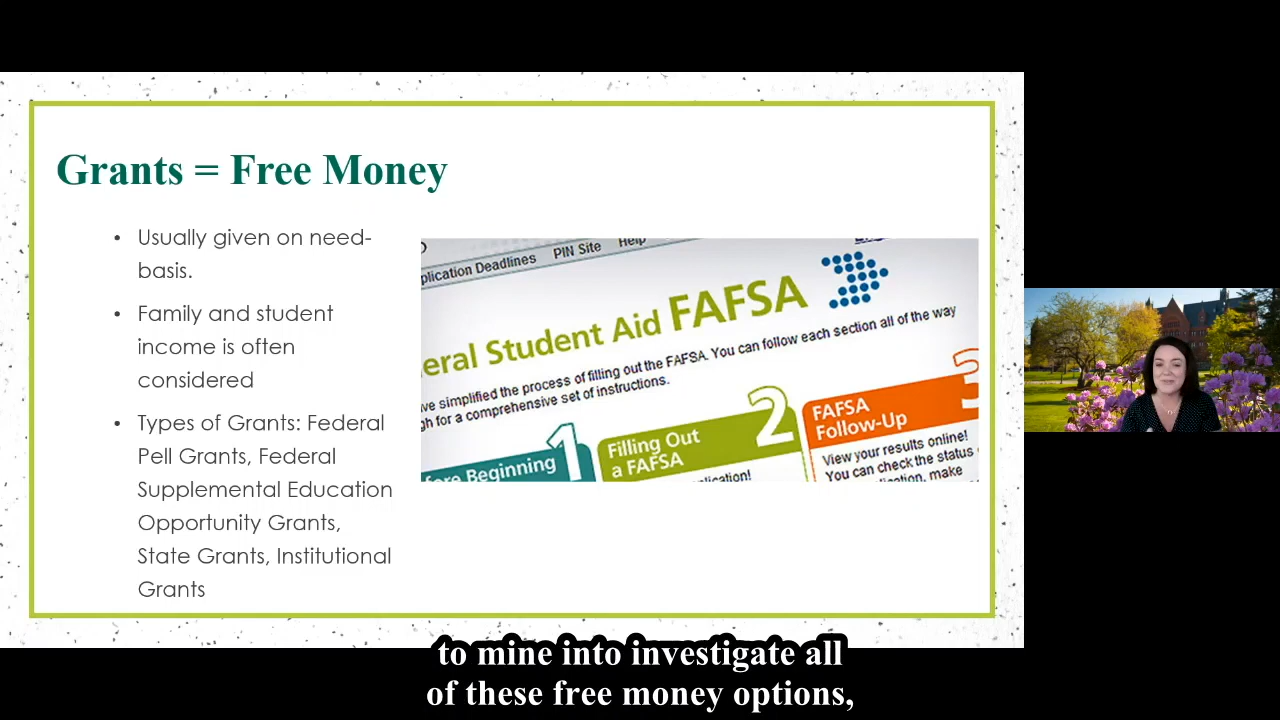 Grants = Free Money
• Usually given on need-
basis.
• Family and student
income is often
considered
• Types of Grants: Federal
Pell Grants, Federal
Supplemental Education
Opportunity Grants,
State Grants, Institutional
Grants
plication Deadlines PIN Site Help
eral Student Aid FAFSA
ve simplified the process of filling out the FAFSA. You can follow each section all of the way
gh for a comprehensive set of instructions.
fore Beginning 1
Filling Out
a FAFSA 2
FAFSA
Follow-Up 3
View your results online!
You can check the status
make
to mine into investigate all
of these free money options,